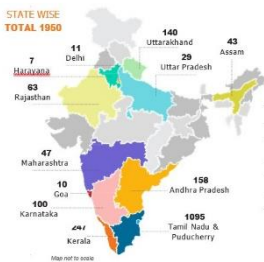 STATE WISE
TOTAL 1950
140
Uttarakhand
43
Assam
11
Delhi
29
Uttar Pradesh
7
Harayana
63
Rajasthan
47
Maharashtra
158
Andhra Pradesh
10
Goa
100
Karnataka
1095
Tamil Nadu &
Puducherry
247
Kerala
Map not to scale